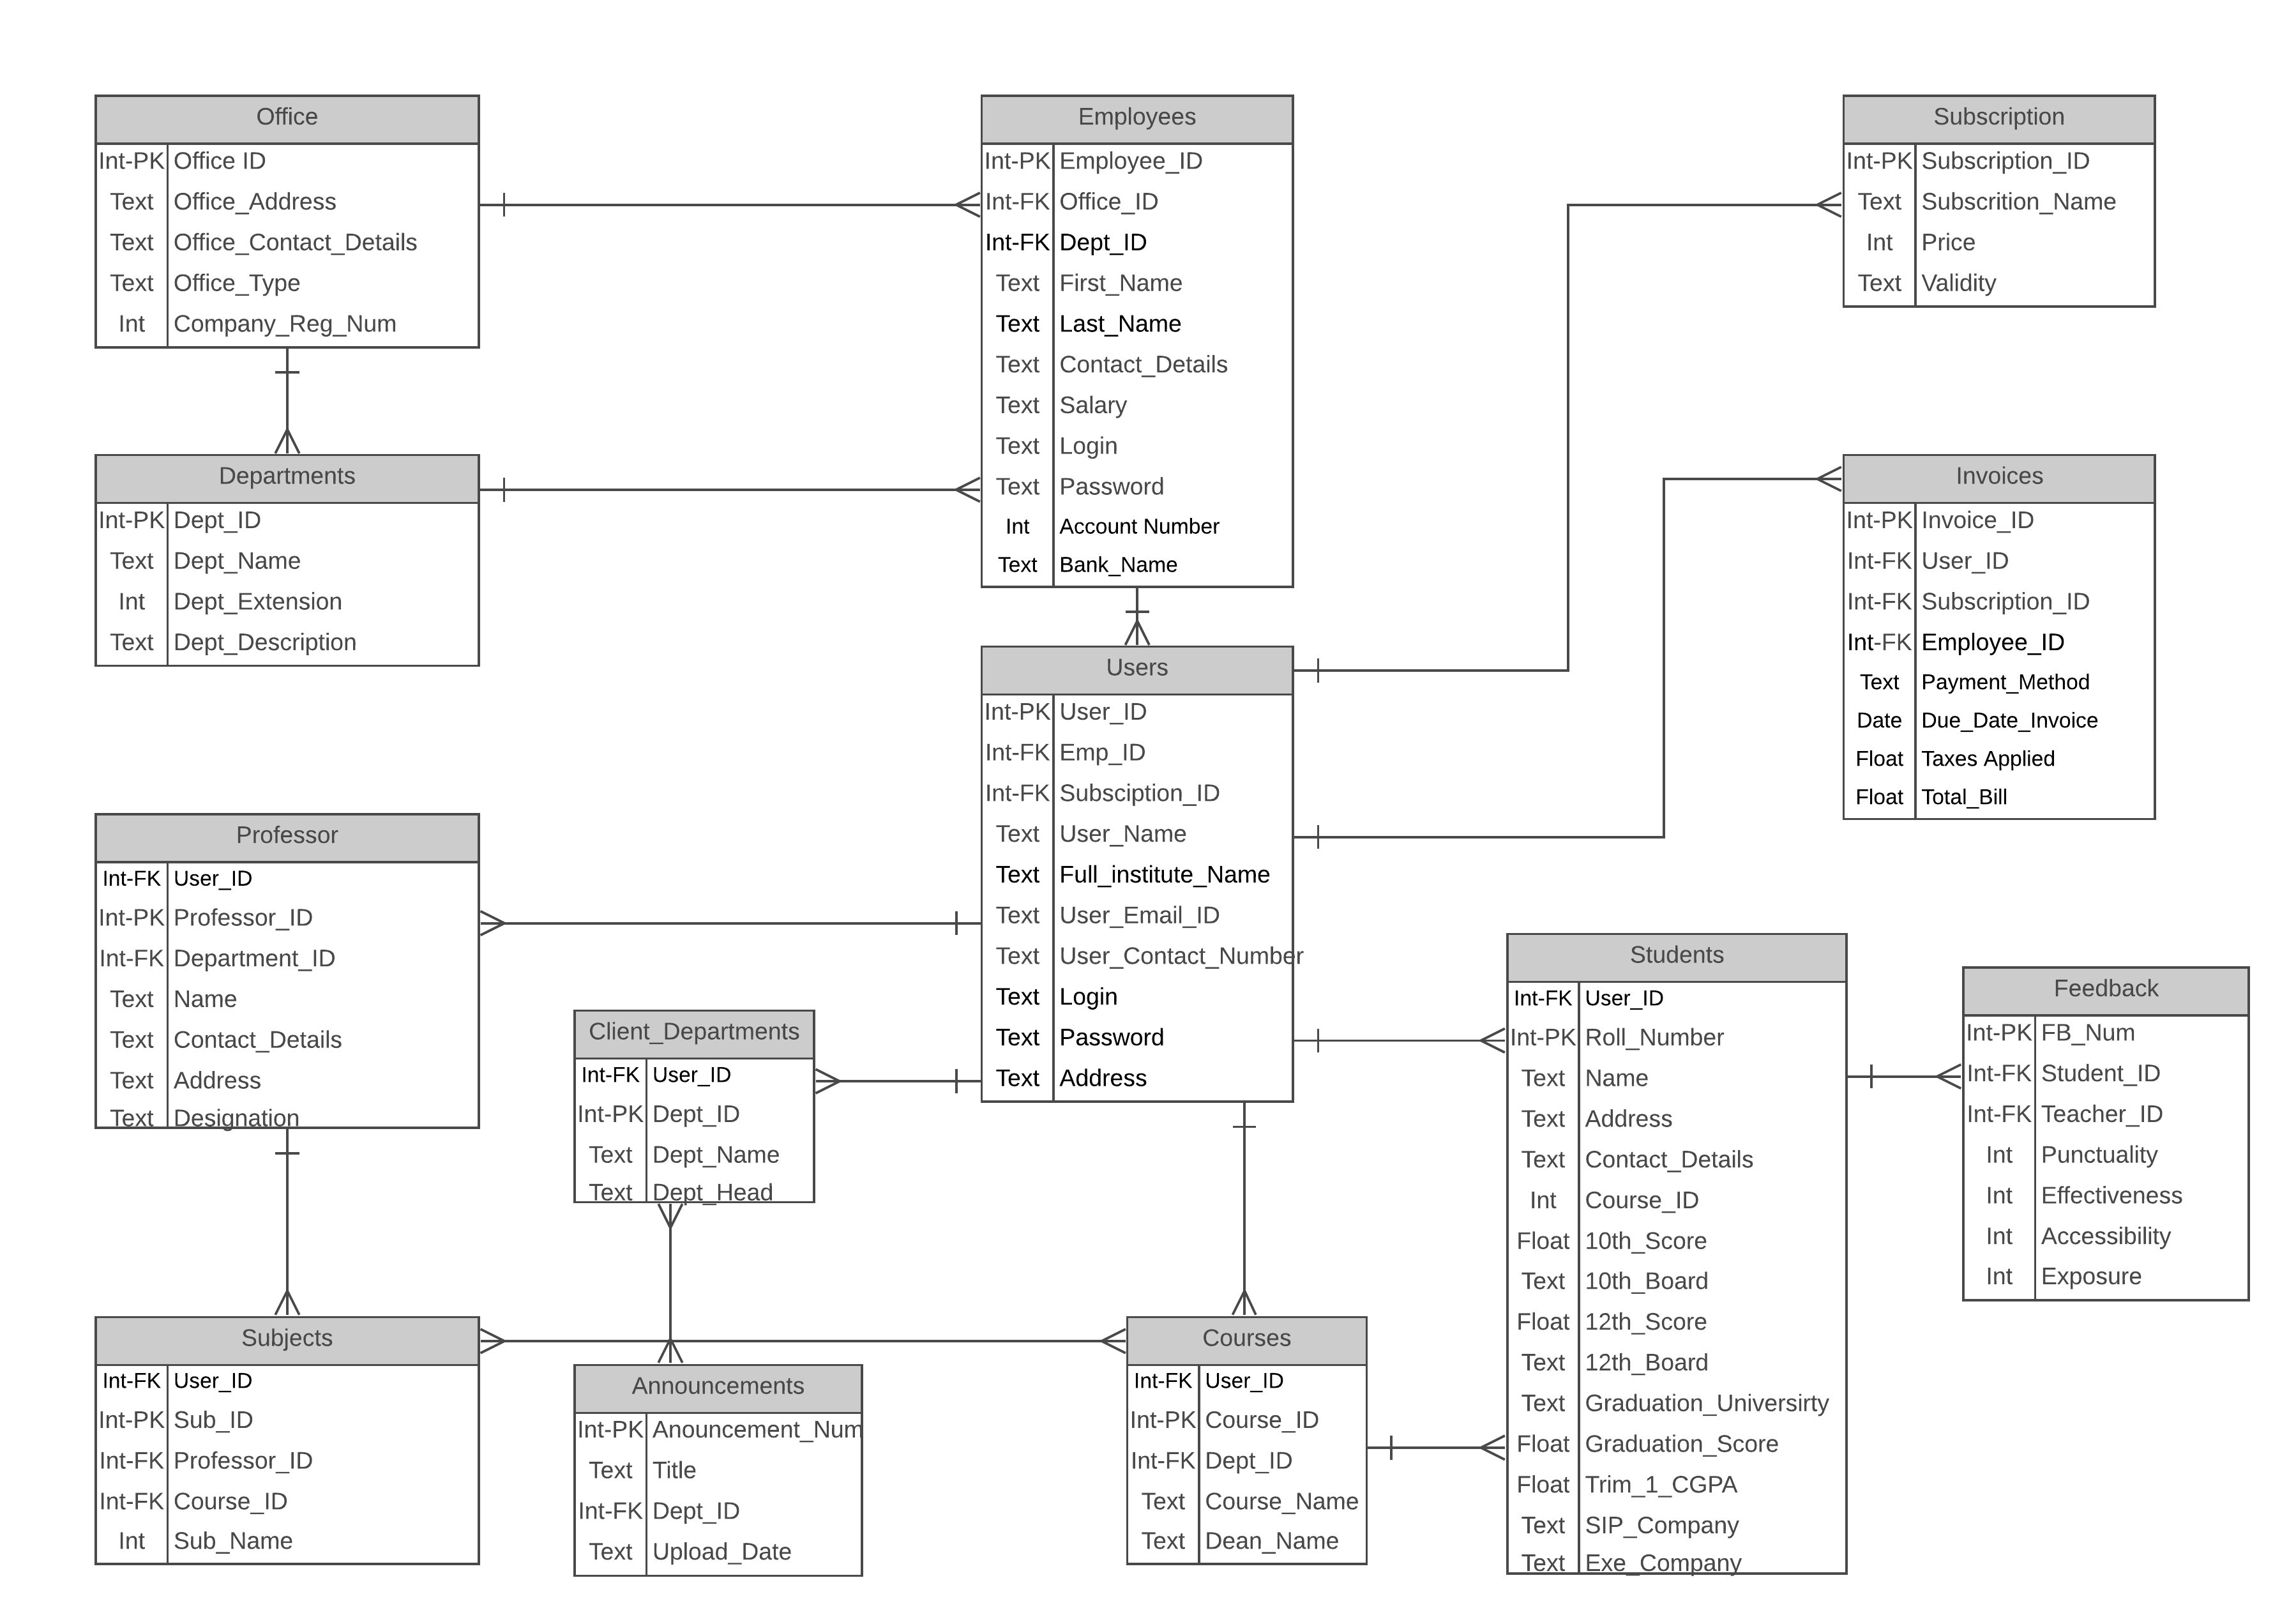 Office
Int-PK Office ID
Text Office_Address
Text Office_Contact_Details
Text Office_Type
Int Company_Reg_Num
Employees
Int-PK Employee_ID
Int-FK Office_ID
Int-FK Dept_ID
Text First_Name
Text Last_Name
Text Contact_Details
Text Salary
Text Login
Text Password
Int Account Number
Text Bank_Name
Subscription
Int-PK Subscription_ID
Text Subscrition_Name
Int Price
Text Validity
Departments
Int-PK Dept_ID
Text Dept_Name
Int Dept_Extension
Text Dept_Description
Invoices
Int-PK Invoice_ID
Int-FK User_ID
Int-FK Subscription_ID
Int-FK Employee_ID
Text Payment_Method
Date Due_Date_Invoice
Float Taxes Applied
Float Total_Bill
Users
Int-PK User_ID
Int-FK Emp_ID
Int-FK Subsciption_ID
Text User_Name
Text Full_institute_Name
Text User_Email_ID
Text User_Contact_Number
Text Login
Text Password
Text Address
Professor
Int-FK User_ID
Int-PK Professor_ID
Int-FK Department_ID
Text Name
Text Contact_Details
Text Address
Text Designation
Client_Departments
Int-FK User_ID
Int-PK Dept_ID
Text Dept_Name
Text Dept_Head
Students
Int-FK User_ID
Int-PK Roll_Number
Text Name
Text Address
Text Contact_Details
Int Course_ID
Float 10th_Score
Text 10th_Board
Float 12th_Score
Text 12th_Board
Text Graduation_Universirty
Float Graduation_Score
Float Trim_1_CGPA
Text SIP_Company
Text Exe_Company
Feedback
Int-PK FB_Num
Int-FK Student_ID
Int-FK Teacher_ID
Int Punctuality
Int Effectiveness
Int Accessibility
Int Exposure
Subjects
Int-FK User_ID
Int-PK Sub_ID
Int-FK Professor_ID
Int-FK Course_ID
Int Sub_Name
Announcements
Int-PK Anouncement_Num
Text Title
Int-FK Dept_ID
Text Upload_Date
Courses
Int-FK User_ID
Int-PK Course_ID
Int-FK Dept_ID
Text Course_Name
Text Dean_Name